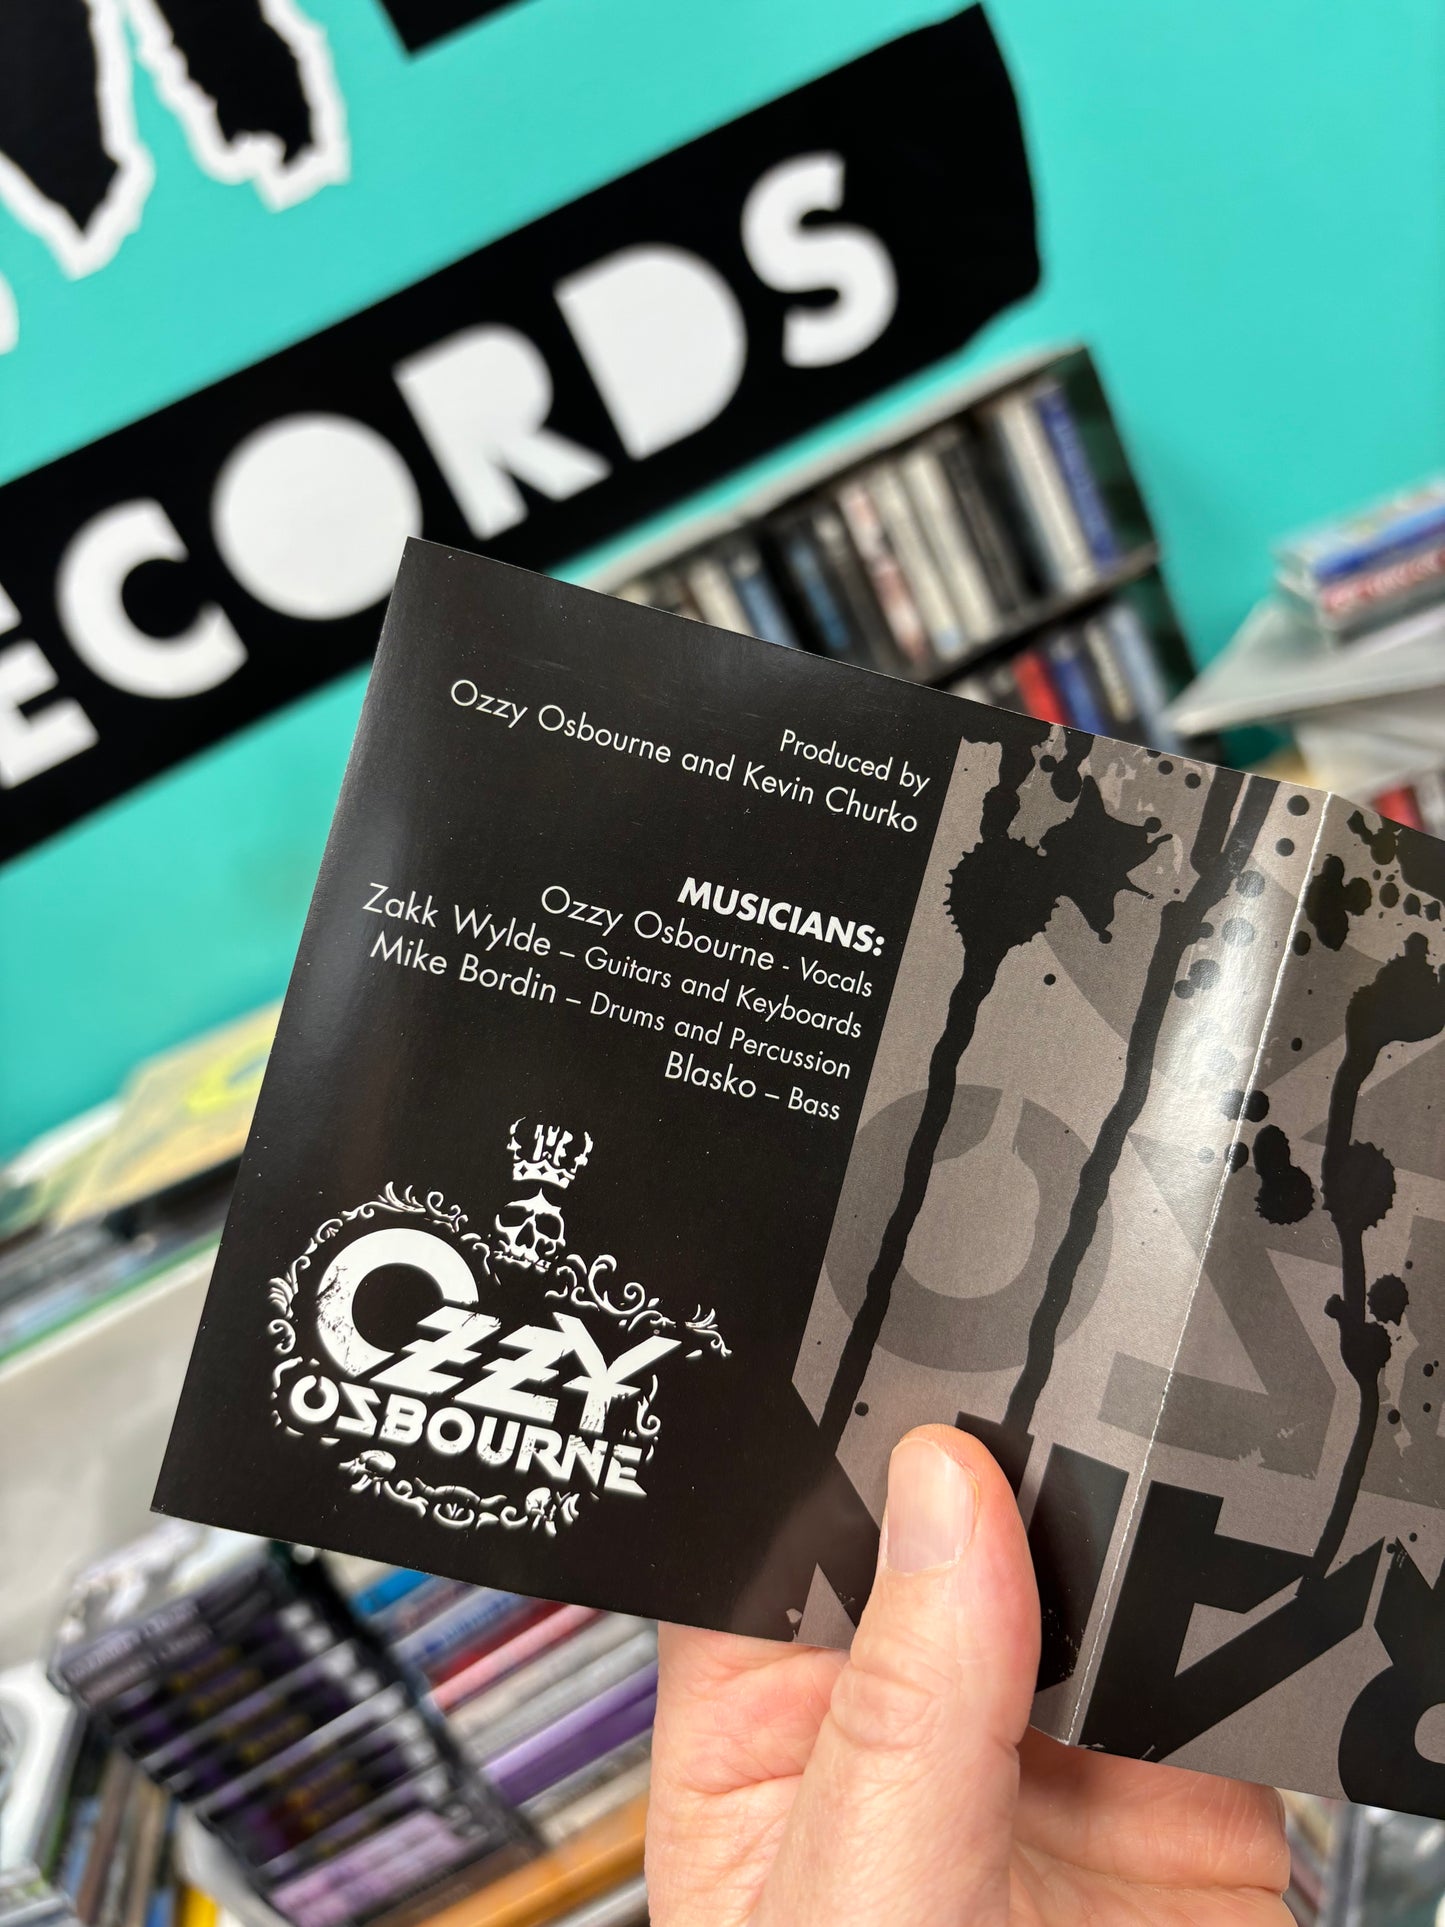 ECORDS
Produced by
Ozzy Osbourne and Kevin Churko
MUSICIANS:
Ozzy Osbourne - Vocals
Zakk Wylde – Guitars and Keyboards
Mike Bordin – Drums and Percussion
Blasko – Bass
OZZY
OSBOURNE